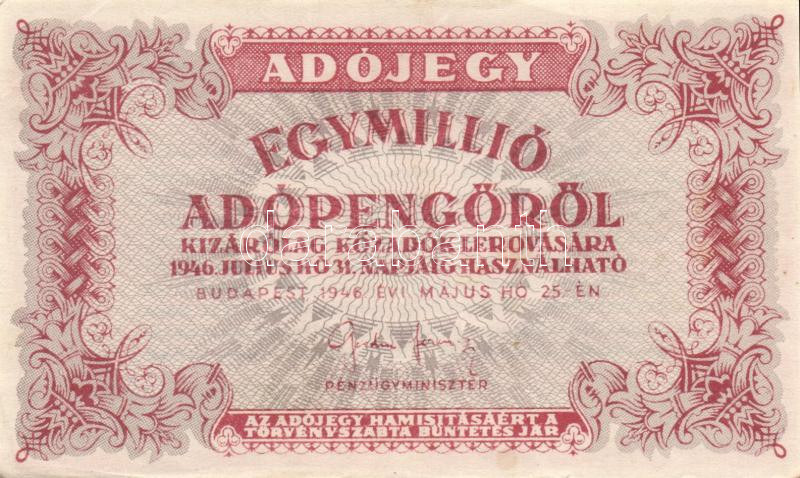 ADÓJEGY
EGYMILLIÓ
ADÓPENGŐRŐL
KIZÁRÓLAG KÖZADÓK LEROVÁSÁRA
1946. JULIUS HÓ 31. NAPJÁIG HASZNÁLHATÓ
BUDAPEST 1946. ÉVI MÁJUS HÓ 25-ÉN
PÉNZÜGYMINISZTER
AZ ADÓJEGY HAMISITÁSÁÉRT A
TÖRVÉNYSZABTA BÜNTETÉS JÁR